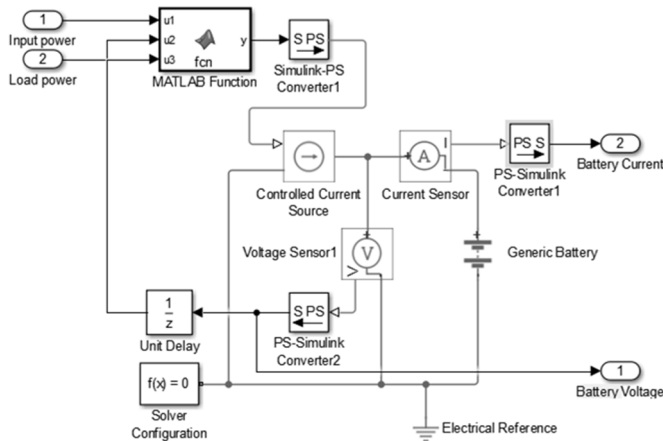 1
Input power
2
Load power
u1
u2
u3
fcn
y
MATLAB Function
S PS
Simulink-PS
Converter1
Controlled Current
Source
A
I
Current Sensor
PS S
PS-Simulink
Converter1
2
Battery Current
Voltage Sensor1
V
V
Generic Battery
1
z
Unit Delay
S PS
PS-Simulink
Converter2
1
Battery Voltage
f(x) = 0
Solver
Configuration
Electrical Reference